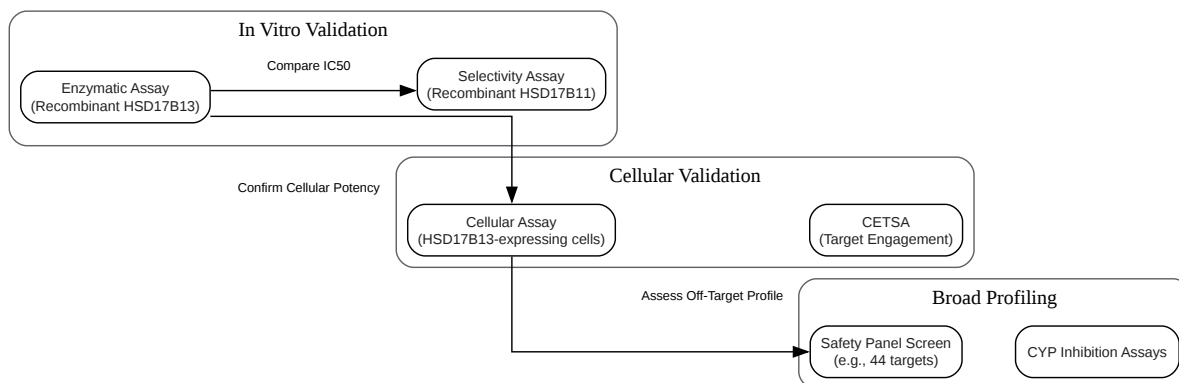 In Vitro Validation
Compare IC50
Enzymatic Assay
(Recombinant HSD17B13)
Selectivity Assay
(Recombinant HSD17B11)
Confirm Cellular Potency
Cellular Validation
Cellular Assay
(HSD17B13-expressing cells)
CETSA
(Target Engagement)
Assess Off-Target Profile
Broad Profiling
Safety Panel Screen
(e.g., 44 targets)
CYP Inhibition Assays